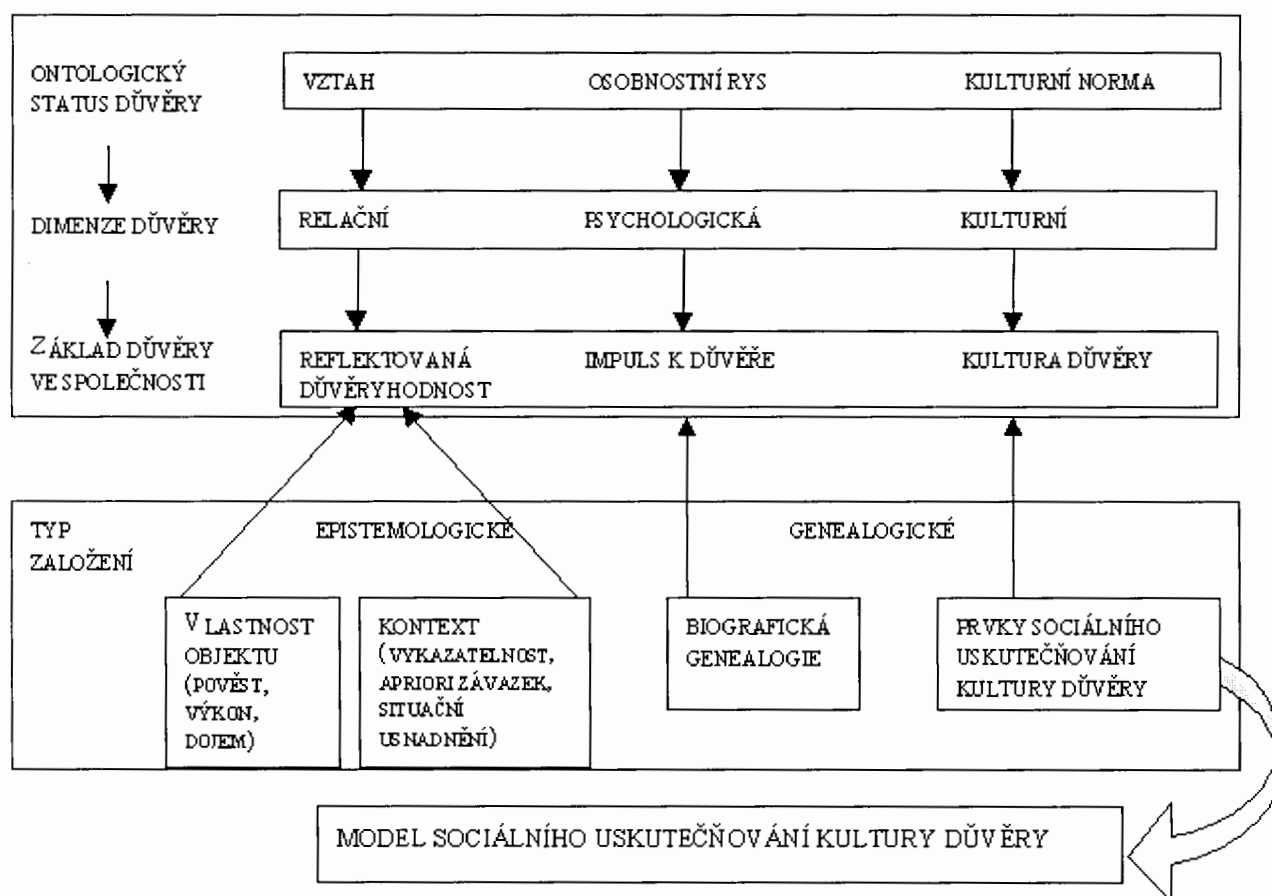 ONTOLOGICKÝ
STATUS DŮVĚRY
VZTAH
OSOBNOSTNÍ RYS
KULTURNÍ NORMA
DIMENZE DŮVĚRY
RELAČNÍ
PSYCHOLOGICKÁ
KULTURNÍ
ZÁKLAD DŮVĚRY
VE SPOLEČNOSTI
REFLEKTOVANÁ
DŮVĚRYHODNOST
IMPULS K DŮVĚŘE
KULTURA DŮVĚRY
TYP
ZALOŽENÍ
EPISTEMOLOGICKÉ
GENEALOGICKÉ
VLASTNOST
OBJEKTU
(POVĚST,
VÝKON,
DOJEM)
KONTEXT
(VYKAZATELNOST,
APRIORI ZÁVAZEK,
SITUAČNÍ
USNADNĚNÍ)
BIOGRAFICKÁ
GENEALOGIE
PRVKY SOCIÁLNÍHO
USKUTEČŇOVÁNÍ
KULTURY DŮVĚRY
MODEL SOCIÁLNÍHO USKUTEČŇOVÁNÍ KULTURY DŮVĚRY